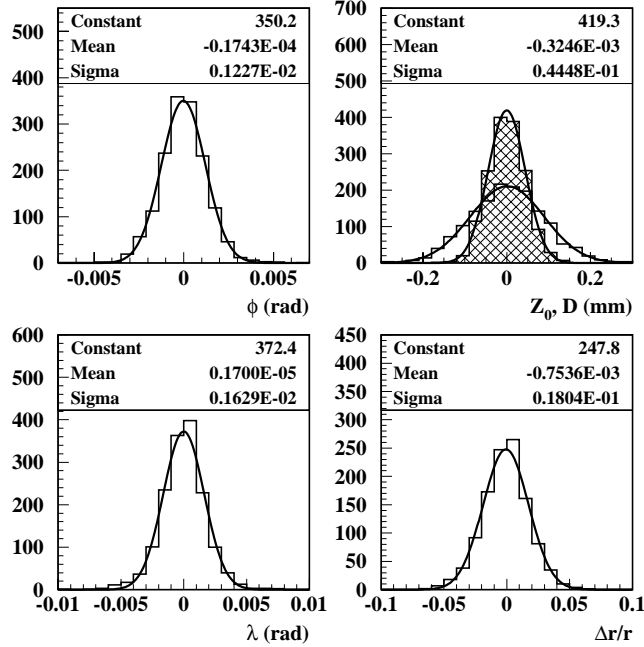 Constant 350.2
Mean -0.1743E-04
Sigma 0.1227E-02
500
400
300
200
100
0
-0.005 0 0.005
ϕ (rad)
Constant 419.3
Mean -0.3246E-03
Sigma 0.4448E-01
700
600
500
400
300
200
100
0
-0.2 0 0.2
Z0, D (mm)
Constant 372.4
Mean 0.1700E-05
Sigma 0.1629E-02
600
500
400
300
200
100
0
-0.01 -0.005 0 0.005 0.01
λ (rad)
Constant 247.8
Mean -0.7536E-03
Sigma 0.1804E-01
450
400
350
300
250
200
150
100
50
0
-0.1 -0.05 0 0.05 0.1
Δr/r